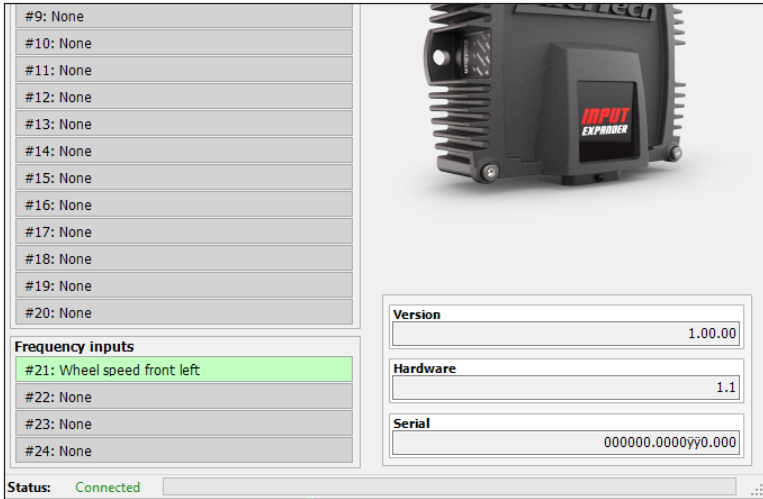 #9: None
#10: None
#11: None
#12: None
#13: None
#14: None
#15: None
#16: None
#17: None
#18: None
#19: None
#20: None
Frequency inputs
#21: Wheel speed front left
#22: None
#23: None
#24: None
INPUT
EXPANDER
Version
1.00.00
Hardware
1.1
Serial
000000.0000ÿÿ0.000
Status: Connected